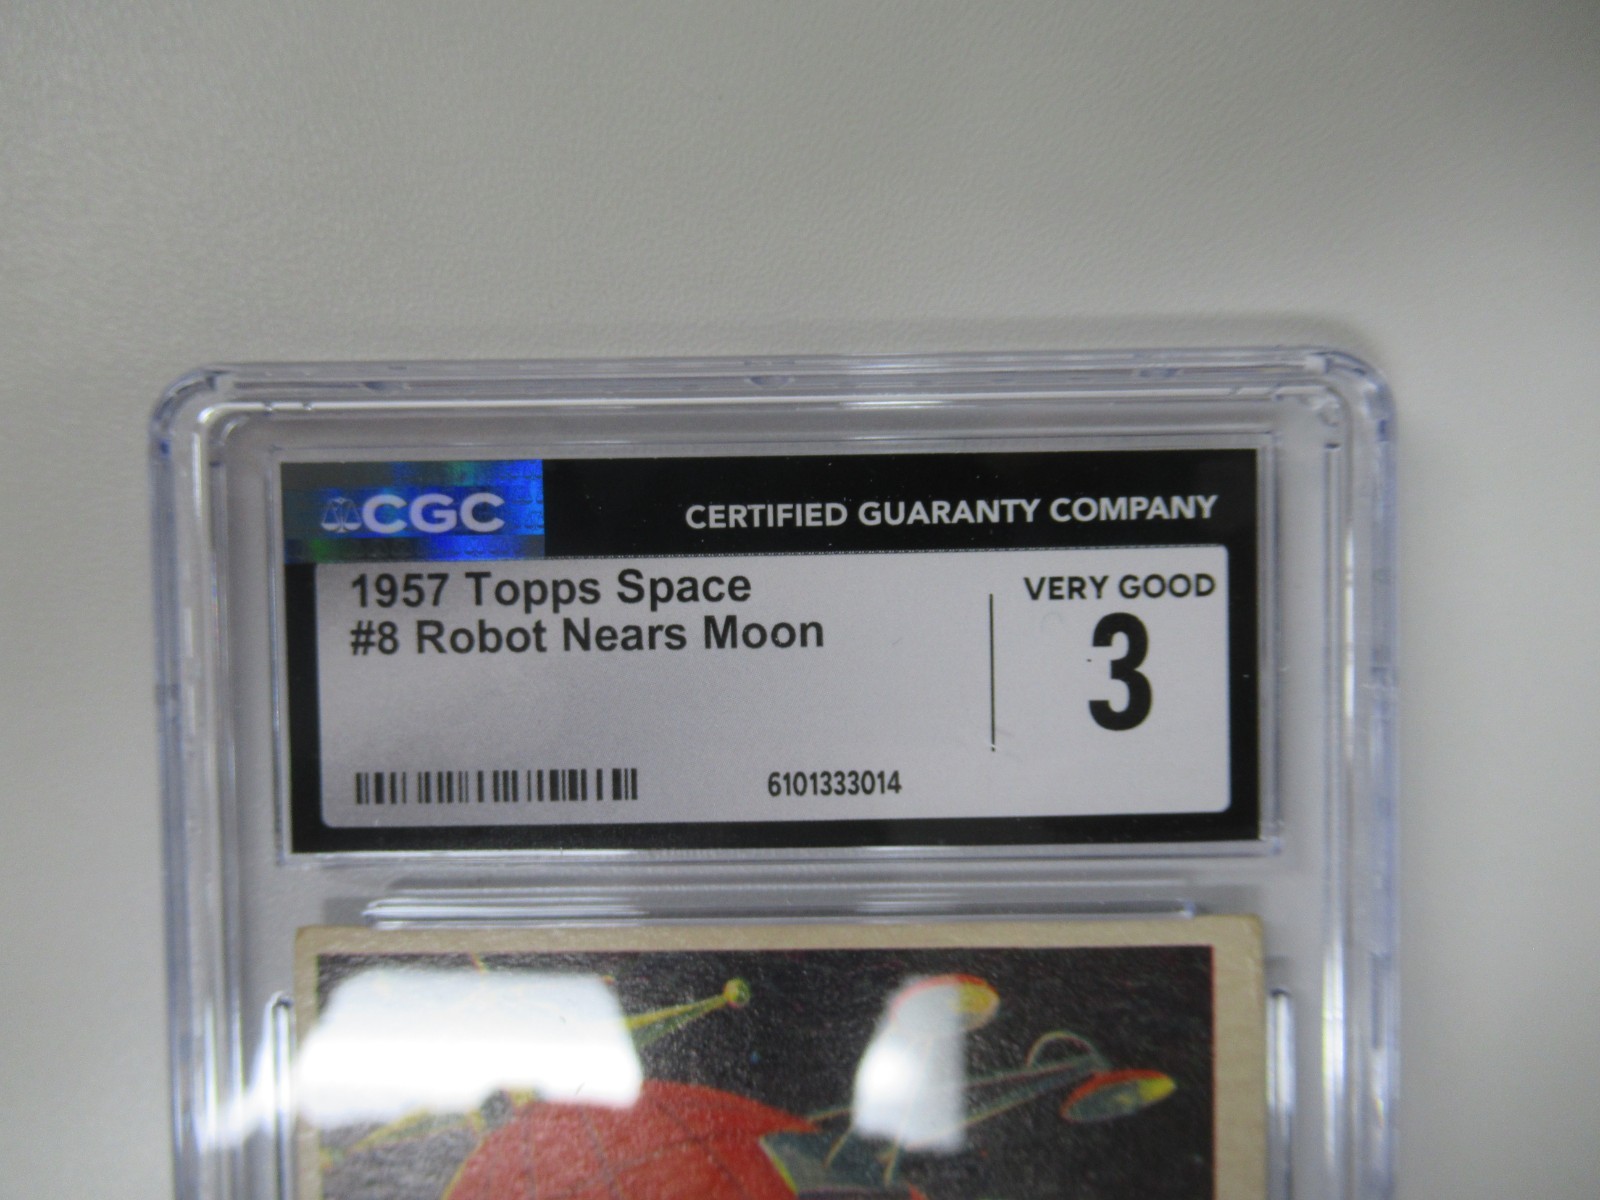 CGC
CERTIFIED GUARANTY COMPANY
1957 Topps Space
#8 Robot Nears Moon
VERY GOOD
3
6101333014